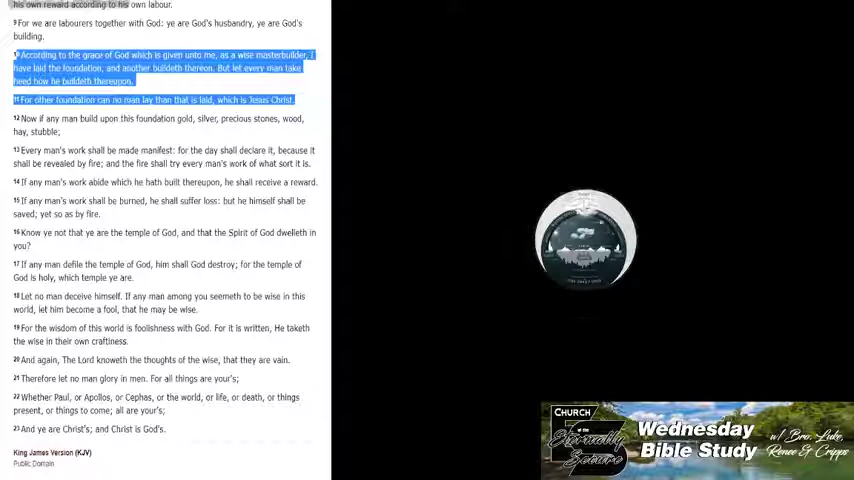 his own reward according to his own labour.
9 For we are labourers together with God: ye are God's husbandry, ye are God's
building.
10 According to the grace of God which is given unto me, as a wise masterbuilder, I
have laid the foundation, and another buildeth thereon. But let every man take
heed how he buildeth thereupon.
11 For other foundation can no man lay than that is laid, which is Jesus Christ.
12 Now if any man build upon this foundation gold, silver, precious stones, wood,
hay, stubble;
13 Every man's work shall be made manifest: for the day shall declare it, because it
shall be revealed by fire; and the fire shall try every man's work of what sort it is.
14 If any man's work abide which he hath built thereupon, he shall receive a reward.
15 If any man's work shall be burned, he shall suffer loss: but he himself shall be
saved; yet so as by fire.
16 Know ye not that ye are the temple of God, and that the Spirit of God dwelleth in
you?
17 If any man defile the temple of God, him shall God destroy; for the temple of
God is holy, which temple ye are.
18 Let no man deceive himself. If any man among you seemeth to be wise in this
world, let him become a fool, that he may be wise.
19 For the wisdom of this world is foolishness with God. For it is written, He taketh
the wise in their own craftiness.
20 And again, The Lord knoweth the thoughts of the wise, that they are vain.
21 Therefore let no man glory in men. For all things are your's;
22 Whether Paul, or Apollos, or Cephas, or the world, or life, or death, or things
present, or things to come; all are your's;
23 And ye are Christ's; and Christ is God's.
King James Version (KJV)
Public Domain
CHURCH
of the
Eternally
Secure
Wednesday
Bible Study
w/ Bro. Luke,
Renee & Cripps